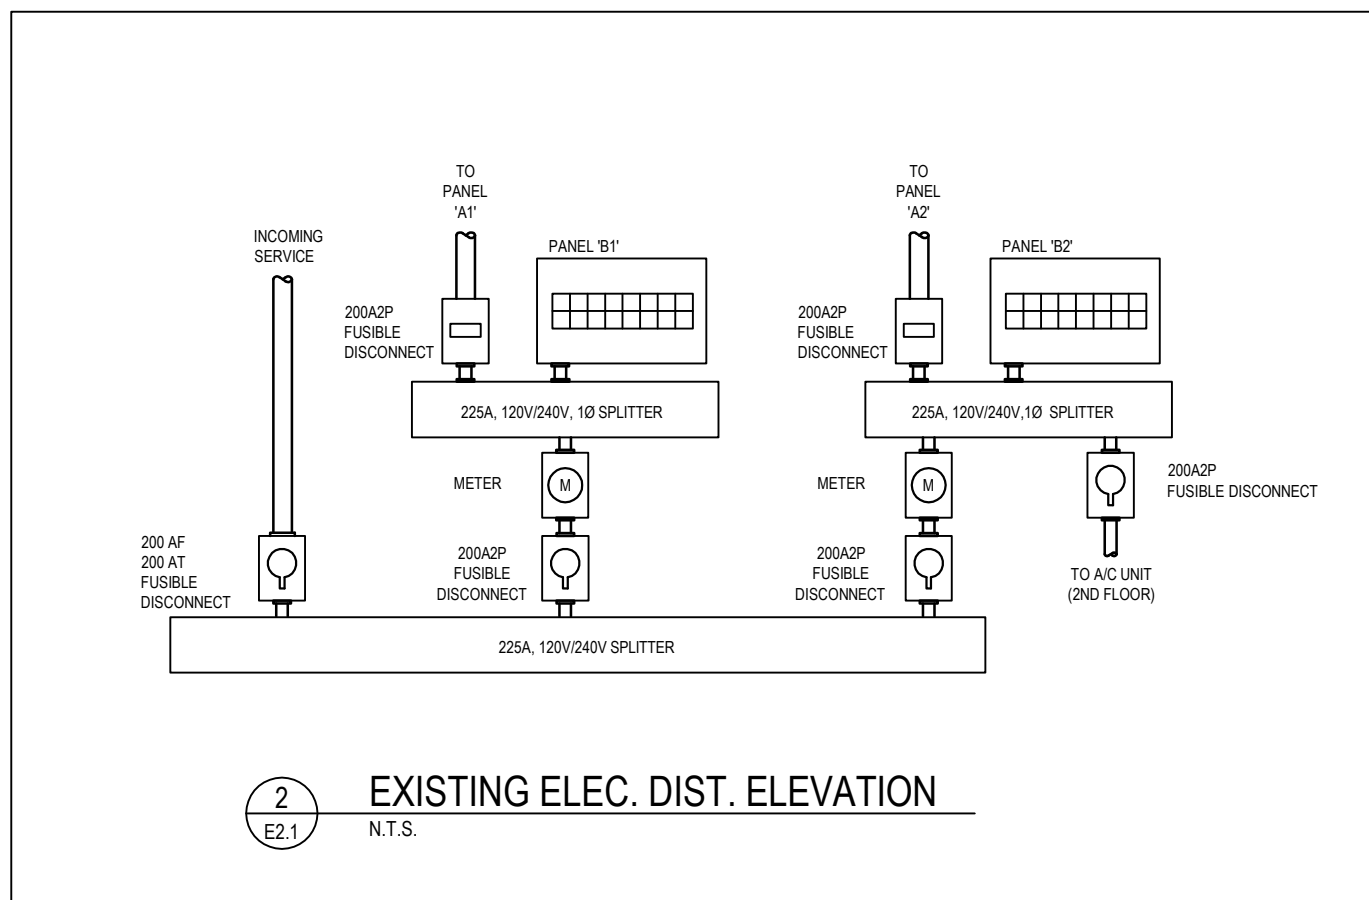 TO
PANEL
'A1'
TO
PANEL
'A2'
INCOMING
SERVICE
PANEL 'B1'
PANEL 'B2'
200A2P
FUSIBLE
DISCONNECT
200A2P
FUSIBLE
DISCONNECT
225A, 120V/240V, 1Ø SPLITTER
225A, 120V/240V,1Ø  SPLITTER
METER
M
METER
M
200A2P
FUSIBLE DISCONNECT
200 AF
200 AT
FUSIBLE
DISCONNECT
200A2P
FUSIBLE
DISCONNECT
200A2P
FUSIBLE
DISCONNECT
TO A/C UNIT
(2ND FLOOR)
225A, 120V/240V SPLITTER
2
E2.1
EXISTING ELEC. DIST. ELEVATION
N.T.S.